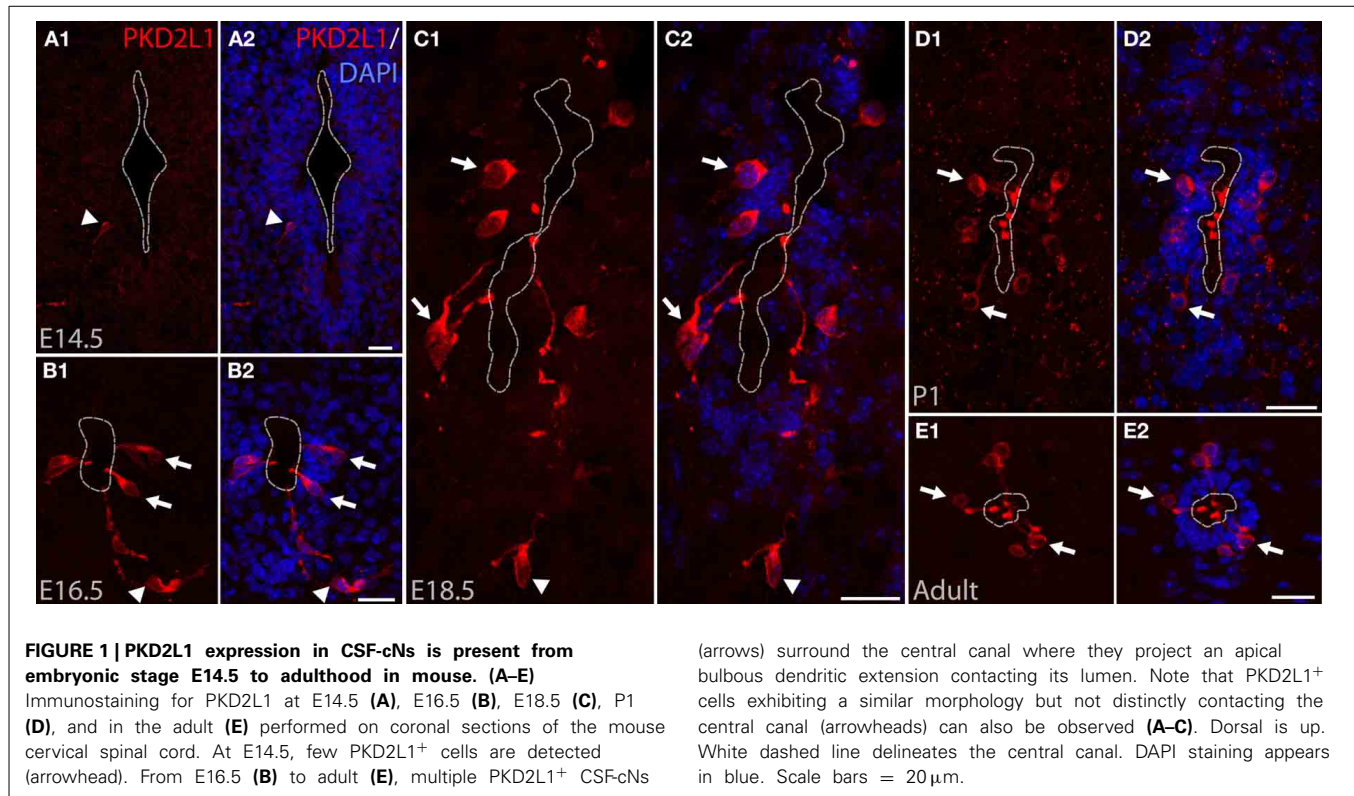 A1 PKD2L1
A2 PKD2L1/
DAPI
C1
C2
D1
D2
E14.5
B1
B2
P1
E1
E2
E16.5
E18.5
Adult
FIGURE 1 | PKD2L1 expression in CSF-cNs is present from
embryonic stage E14.5 to adulthood in mouse. (A–E)
Immunostaining for PKD2L1 at E14.5 (A), E16.5 (B), E18.5 (C), P1
(D), and in the adult (E) performed on coronal sections of the mouse
cervical spinal cord. At E14.5, few PKD2L1⁺ cells are detected
(arrowhead). From E16.5 (B) to adult (E), multiple PKD2L1⁺ CSF-cNs
(arrows) surround the central canal where they project an apical
bulbous dendritic extension contacting its lumen. Note that PKD2L1⁺
cells exhibiting a similar morphology but not distinctly contacting the
central canal (arrowheads) can also be observed (A–C). Dorsal is up.
White dashed line delineates the central canal. DAPI staining appears
in blue. Scale bars = 20 μm.